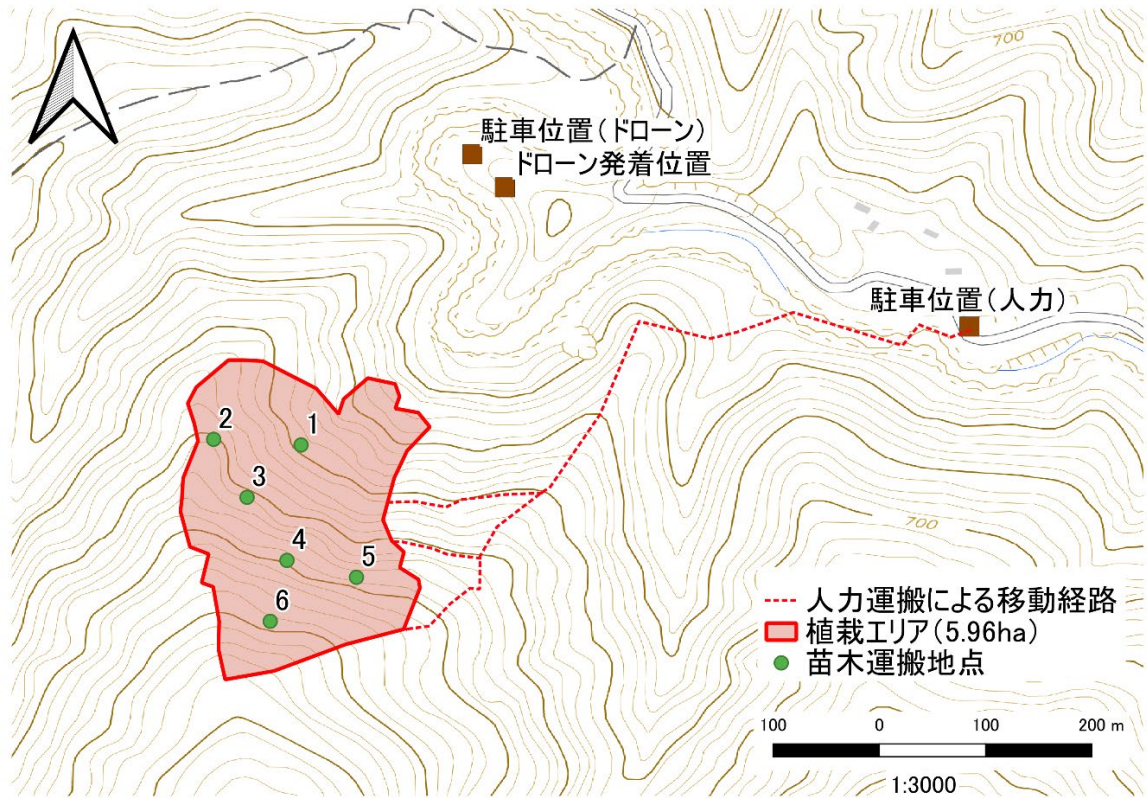 700
駐車位置(ドローン)
ドローン発着位置
駐車位置(人力)
2
1
3
4
5
6
700
人力運搬による移動経路
植栽エリア(5.96ha)
苗木運搬地点
100 0 100 200 m
1:3000